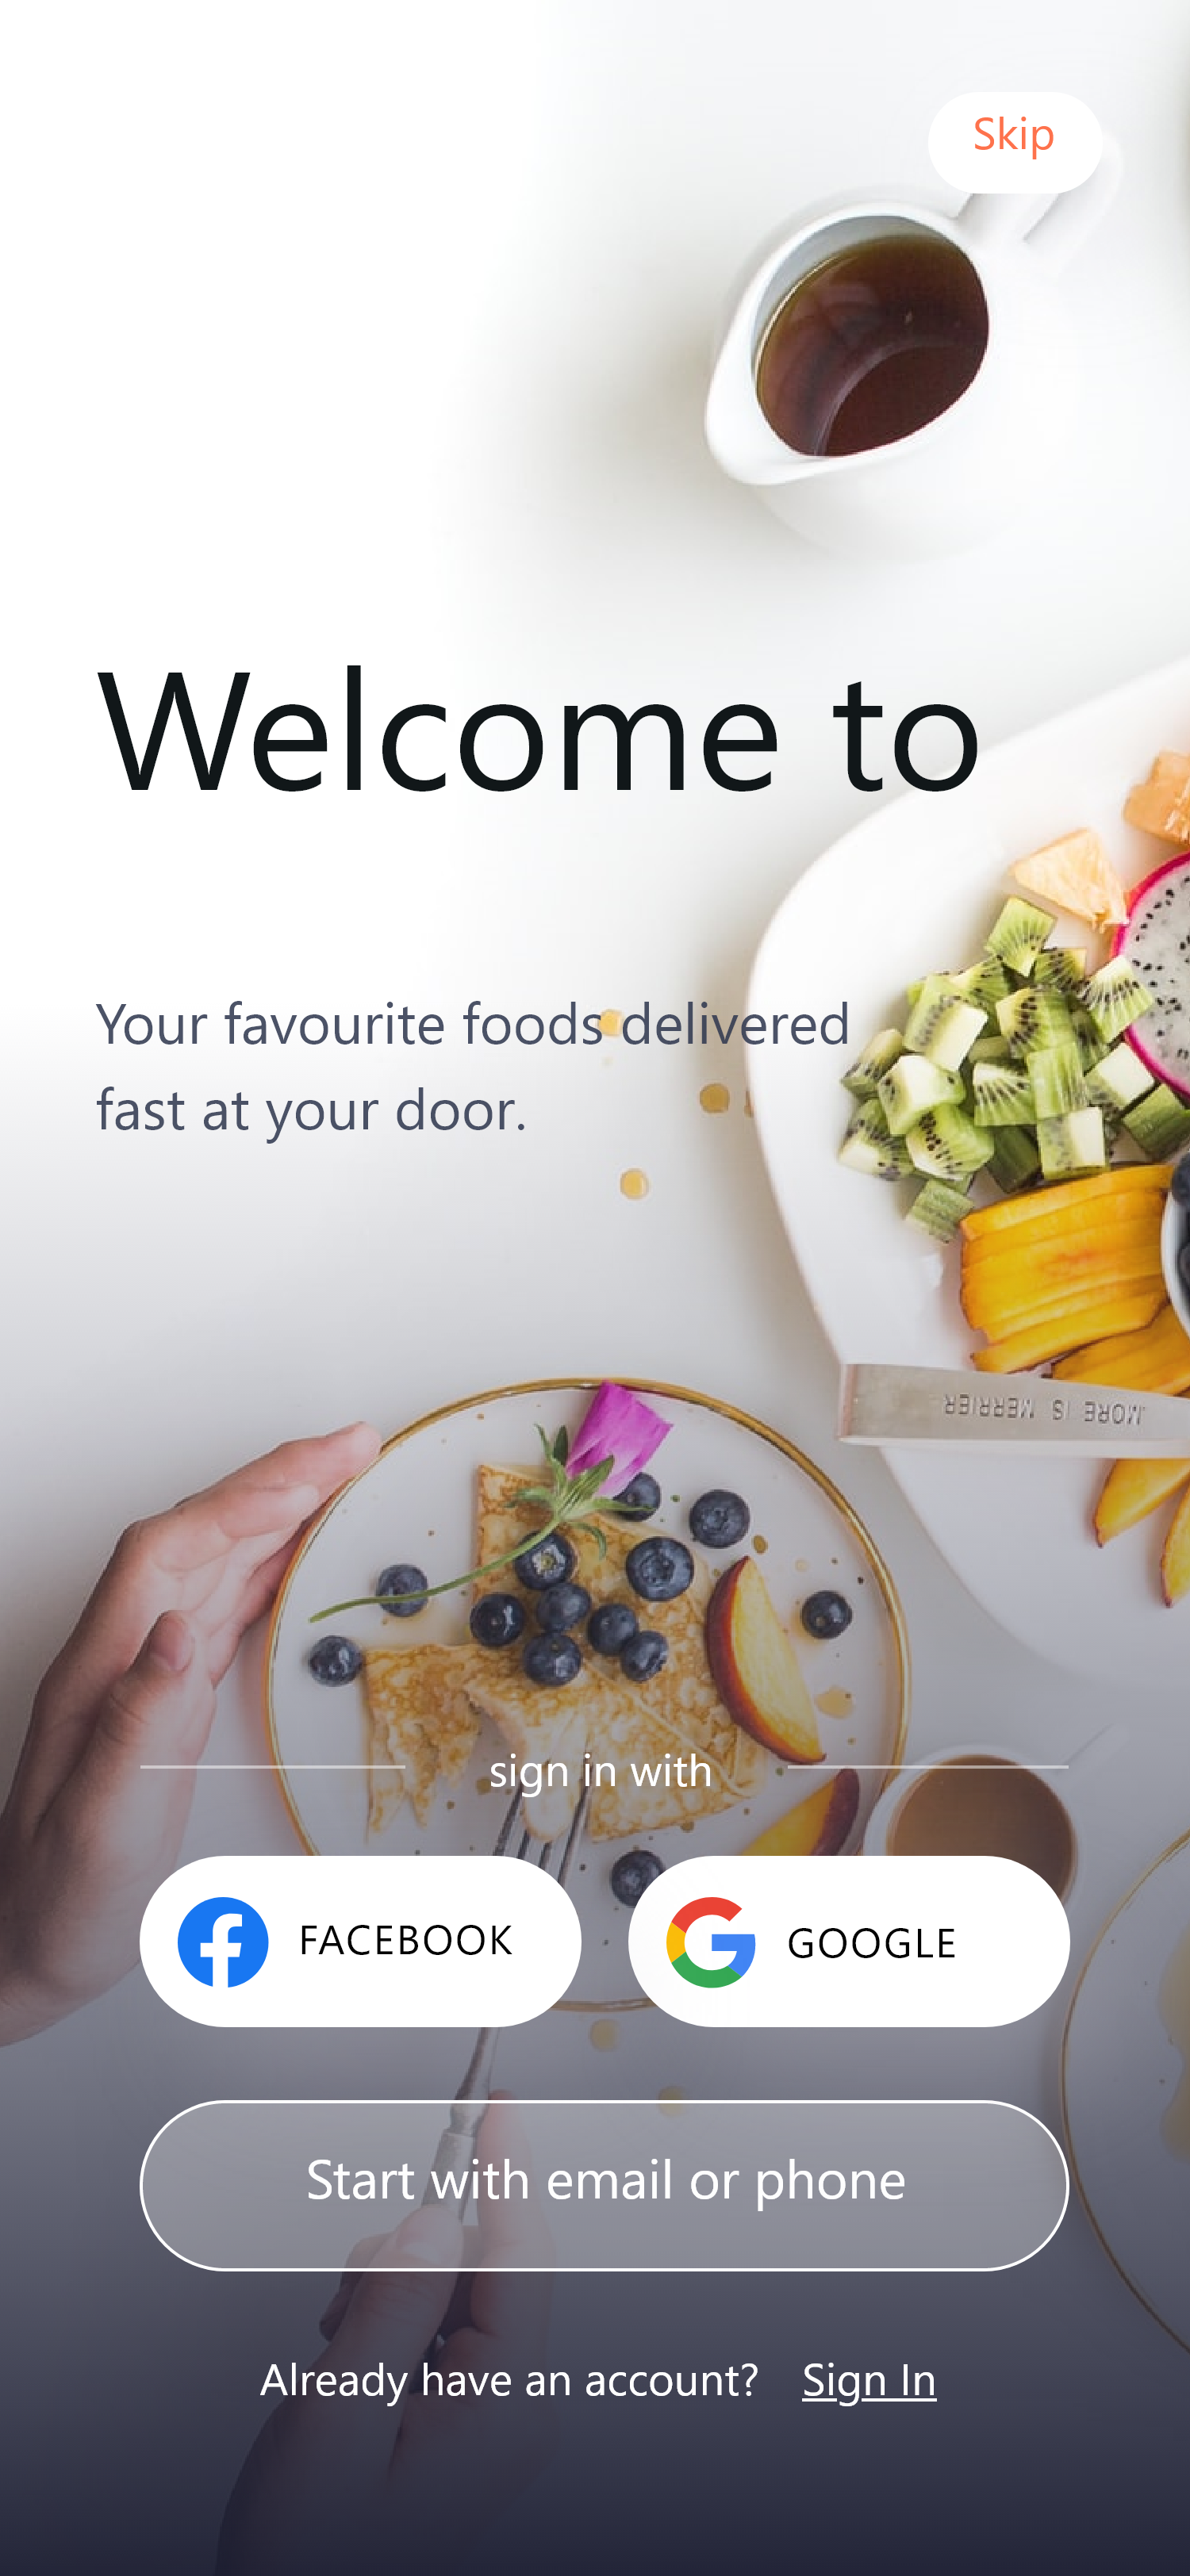 Skip
Welcome to
Your favourite foods delivered
fast at your door.
MORE IS MERRIER
sign in with
FACEBOOK
GOOGLE
Start with email or phone
Already have an account? Sign In